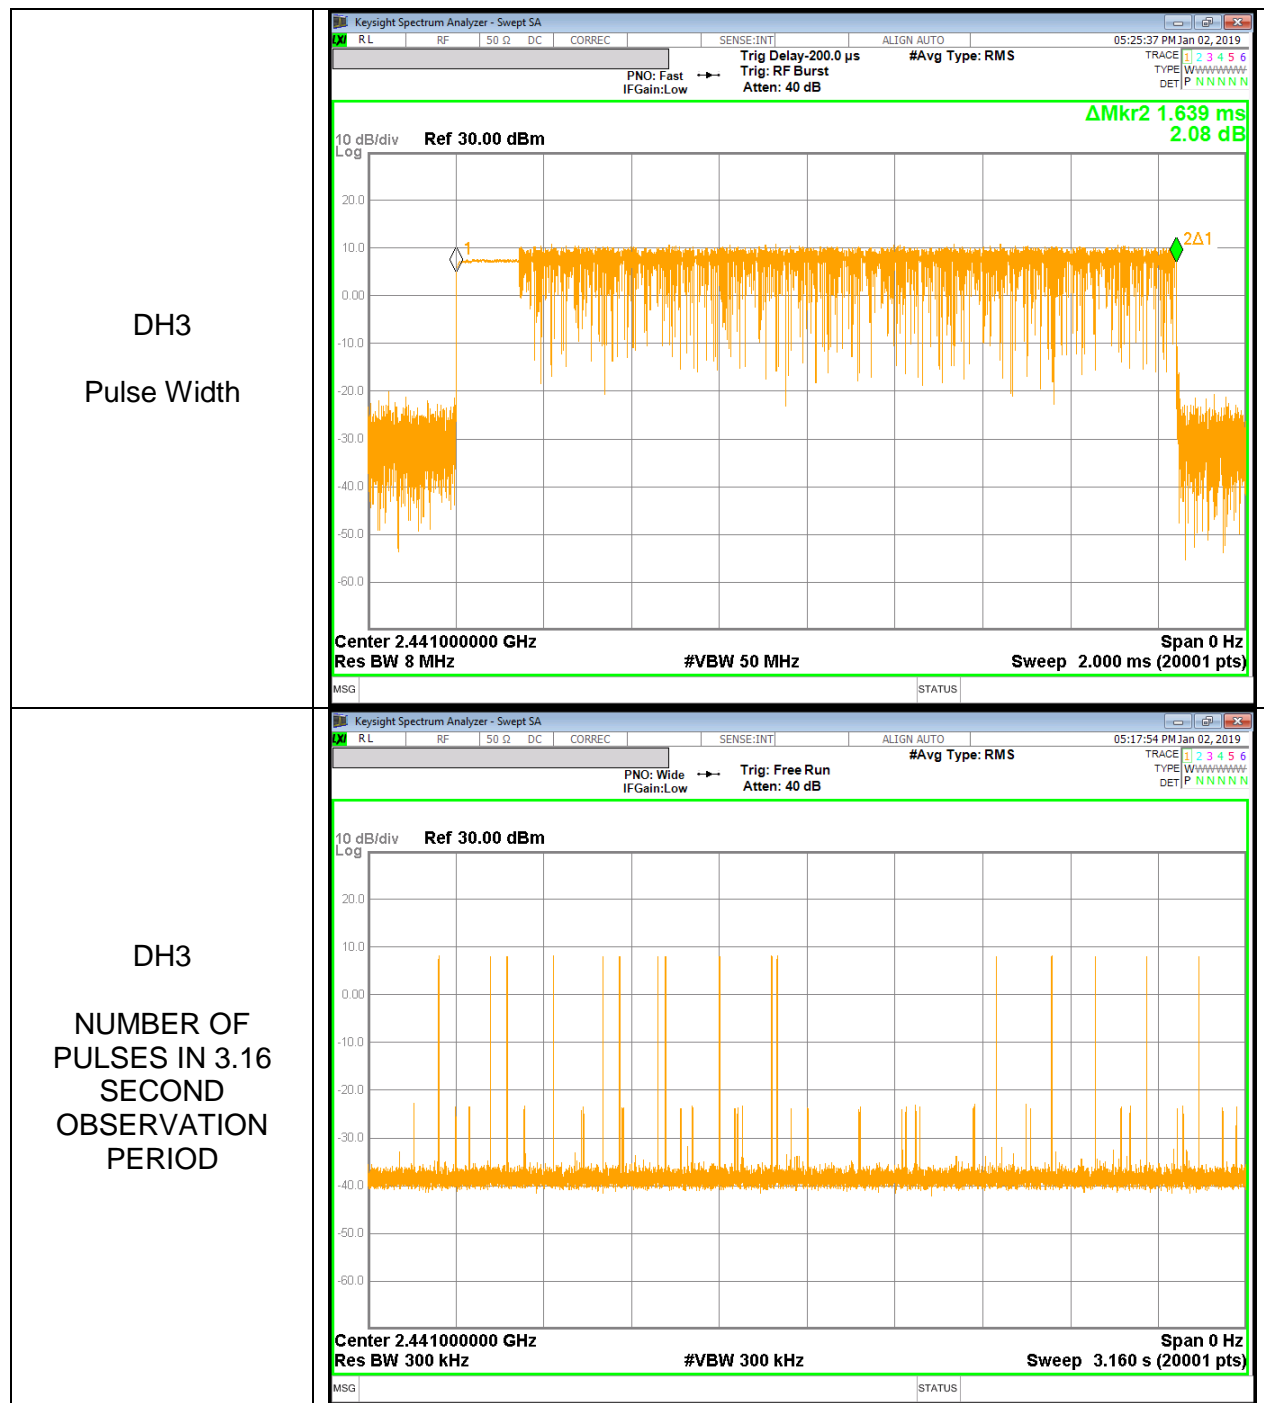 DH3
Pulse Width
Keysight Spectrum Analyzer - Swept SA
LXI RL RF 50 Ω DC CORREC SENSE:INT ALIGN AUTO 05:25:37 PM Jan 02, 2019
Trig Delay-200.0 µs #Avg Type: RMS TRACE 1 2 3 4 5 6
PNO: Fast Trig: RF Burst TYPE WWWWWWW
IFGain:Low Atten: 40 dB DET P N N N N N
ΔMkr2 1.639 ms
2.08 dB
10 dB/div Ref 30.00 dBm
Log
20.0
10.0
0.00
-10.0
-20.0
-30.0
-40.0
-50.0
-60.0
1
2Δ1
Center 2.441000000 GHz Span 0 Hz
Res BW 8 MHz #VBW 50 MHz Sweep 2.000 ms (20001 pts)
MSG STATUS
DH3
NUMBER OF
PULSES IN 3.16
SECOND
OBSERVATION
PERIOD
Keysight Spectrum Analyzer - Swept SA
LXI RL RF 50 Ω DC CORREC SENSE:INT ALIGN AUTO 05:17:54 PM Jan 02, 2019
#Avg Type: RMS TRACE 1 2 3 4 5 6
PNO: Wide Trig: Free Run TYPE WWWWWWW
IFGain:Low Atten: 40 dB DET P N N N N N
10 dB/div Ref 30.00 dBm
Log
20.0
10.0
0.00
-10.0
-20.0
-30.0
-40.0
-50.0
-60.0
Center 2.441000000 GHz Span 0 Hz
Res BW 300 kHz #VBW 300 kHz Sweep 3.160 s (20001 pts)
MSG STATUS